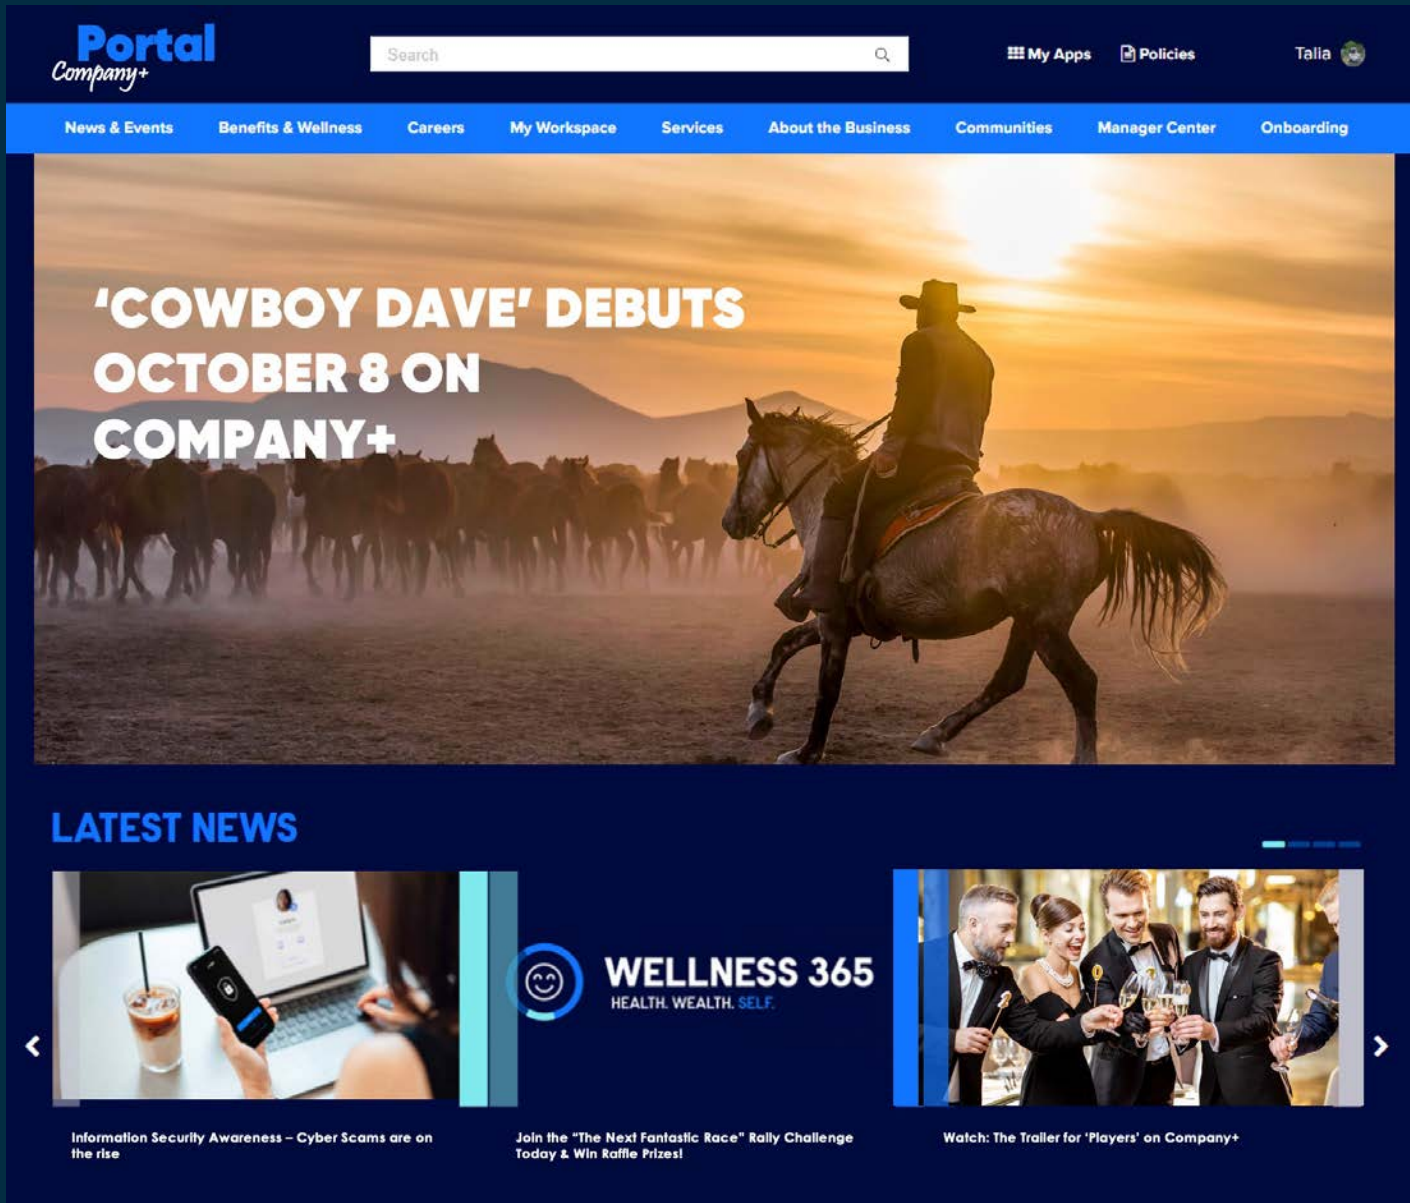 Portal
Company+
Search
My Apps
Policies
Talia
News & Events
Benefits & Wellness
Careers
My Workspace
Services
About the Business
Communities
Manager Center
Onboarding
‘COWBOY DAVE’ DEBUTS
OCTOBER 8 ON
COMPANY+
LATEST NEWS
WELLNESS 365
HEALTH. WEALTH. SELF.
Information Security Awareness – Cyber Scams are on
the rise
Join the “The Next Fantastic Race” Rally Challenge
Today & Win Raffle Prizes!
Watch: The Trailer for ‘Players’ on Company+